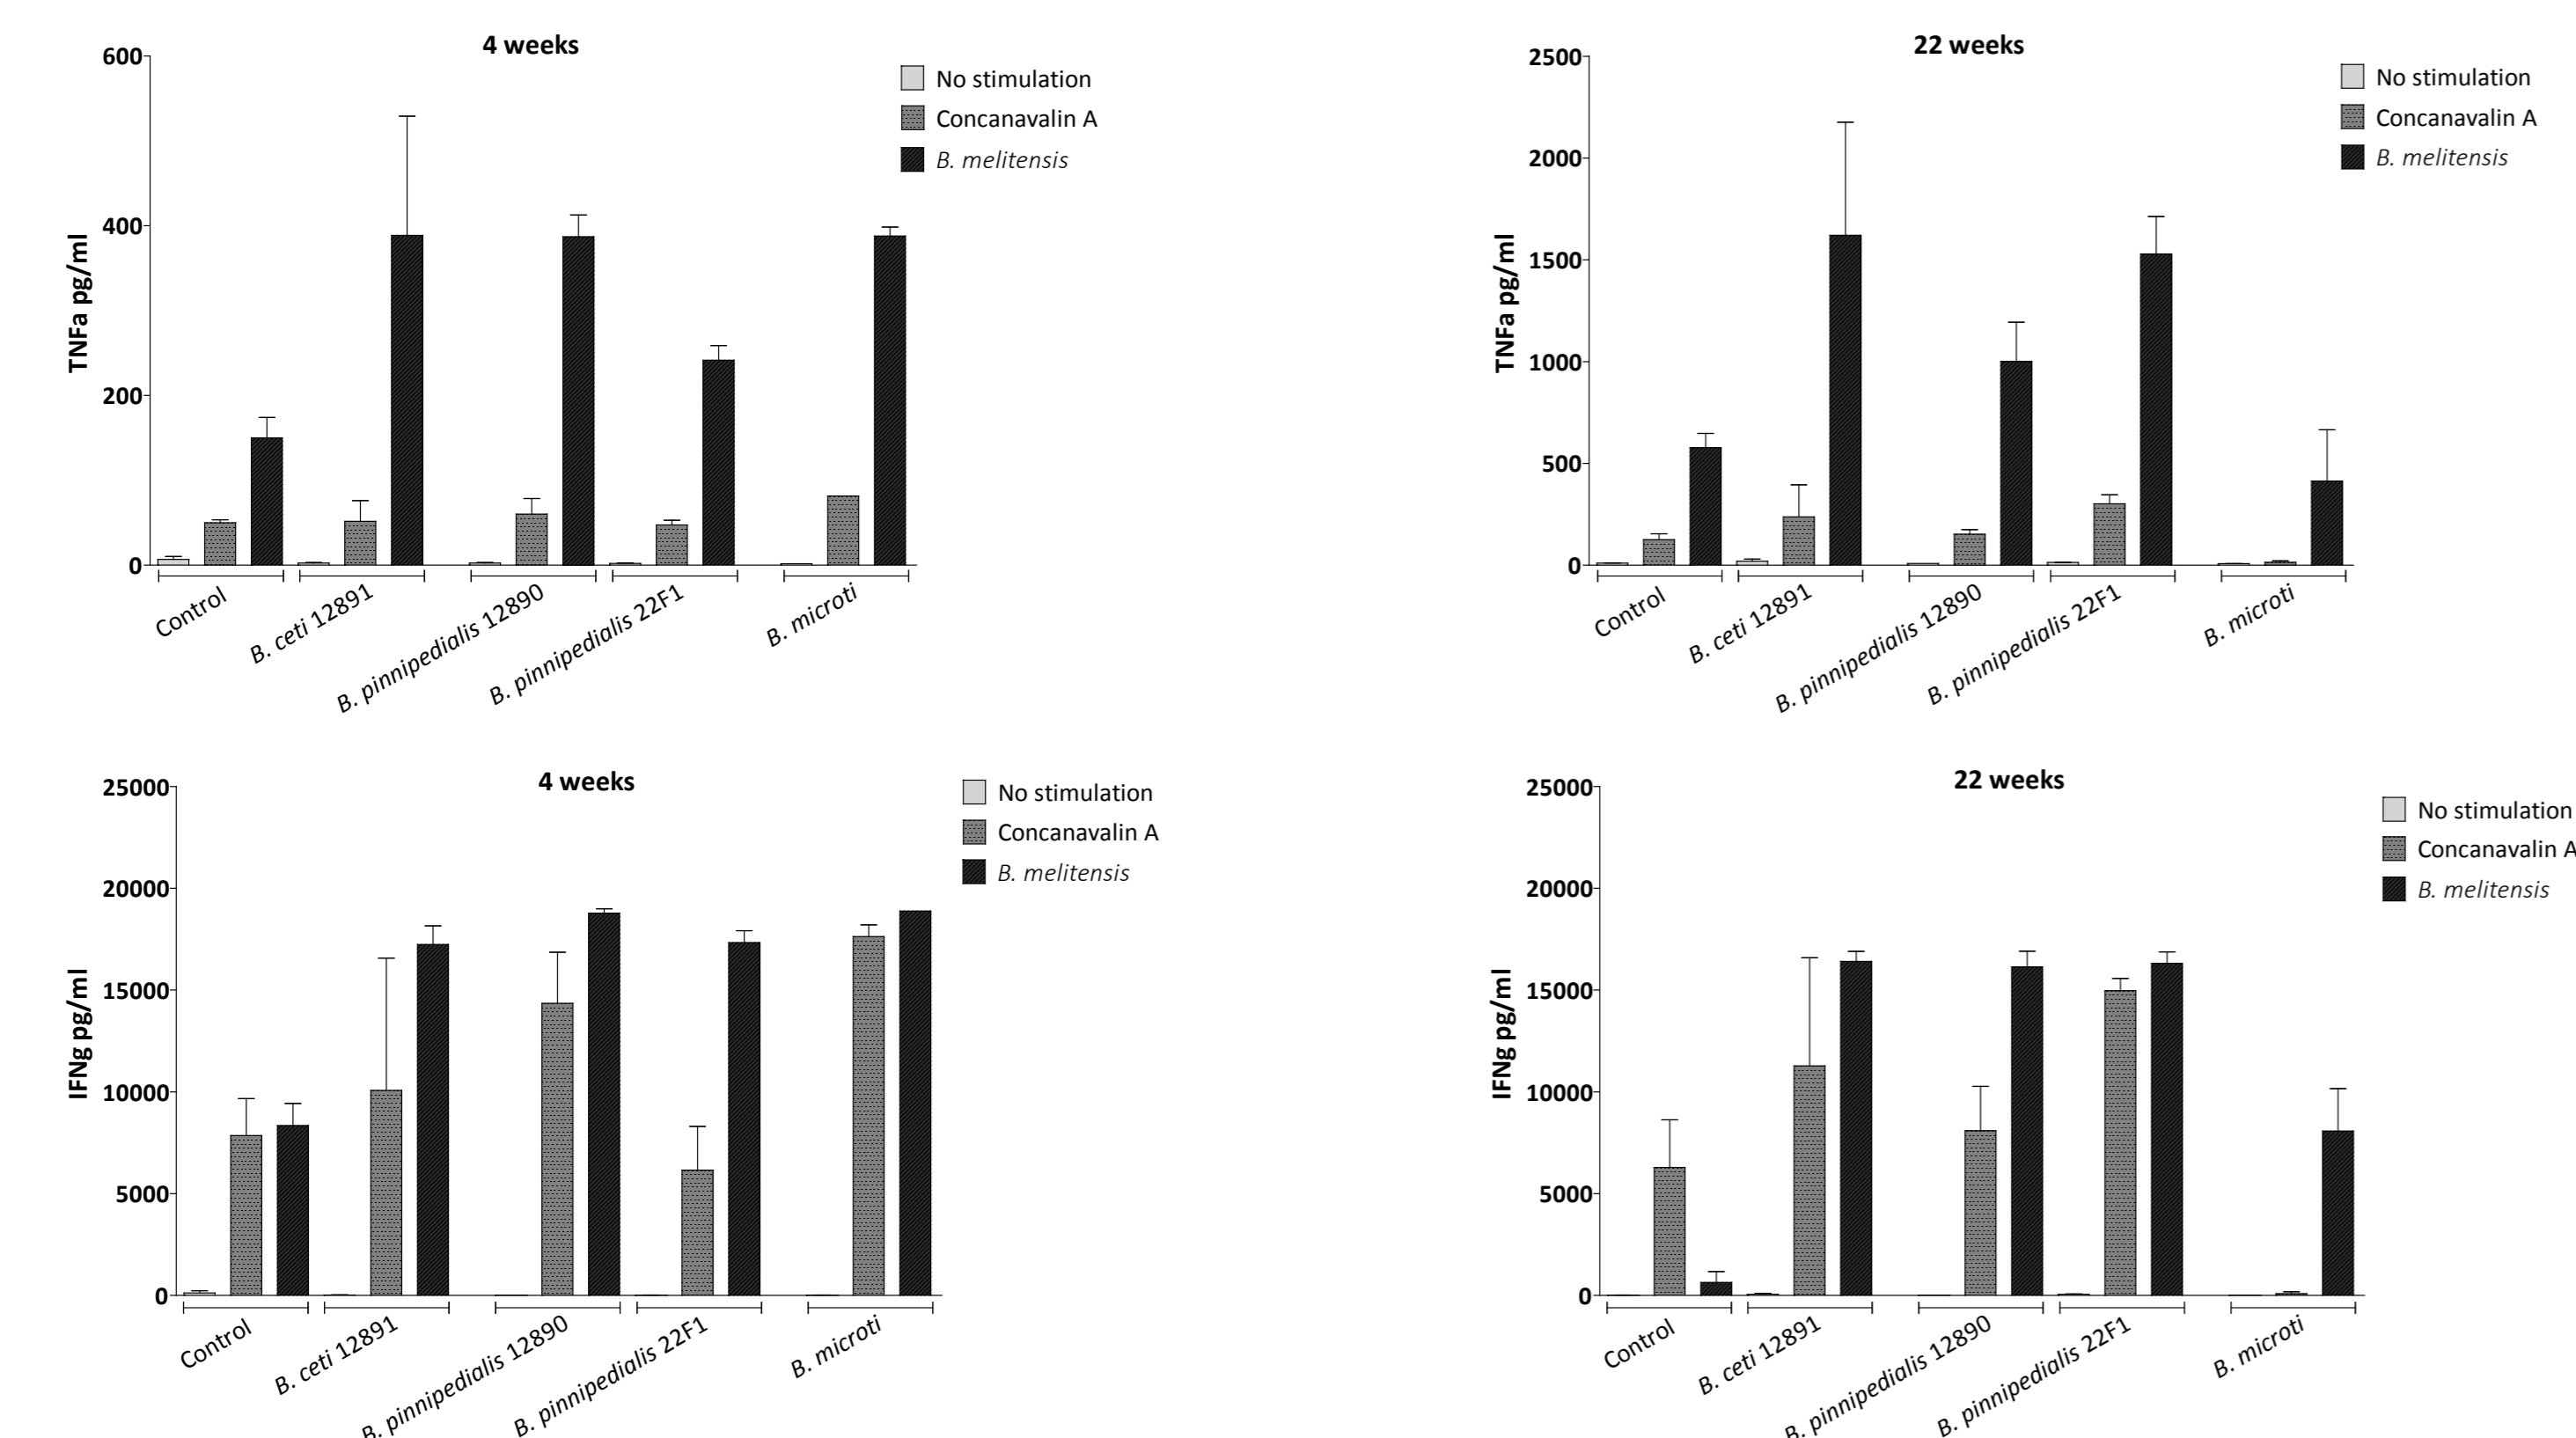 4 weeks
600
400
200
0
TNFa pg/ml
No stimulation
Concanavalin A
B. melitensis
Control
B. ceti 12891
B. pinnipedialis 12890
B. pinnipedialis 22F1
B. microti
22 weeks
2500
2000
1500
1000
500
0
TNFa pg/ml
No stimulation
Concanavalin A
B. melitensis
Control
B. ceti 12891
B. pinnipedialis 12890
B. pinnipedialis 22F1
B. microti
4 weeks
25000
20000
15000
10000
5000
0
IFNg pg/ml
No stimulation
Concanavalin A
B. melitensis
Control
B. ceti 12891
B. pinnipedialis 12890
B. pinnipedialis 22F1
B. microti
22 weeks
25000
20000
15000
10000
5000
0
IFNg pg/ml
No stimulation
Concanavalin A
B. melitensis
Control
B. ceti 12891
B. pinnipedialis 12890
B. pinnipedialis 22F1
B. microti